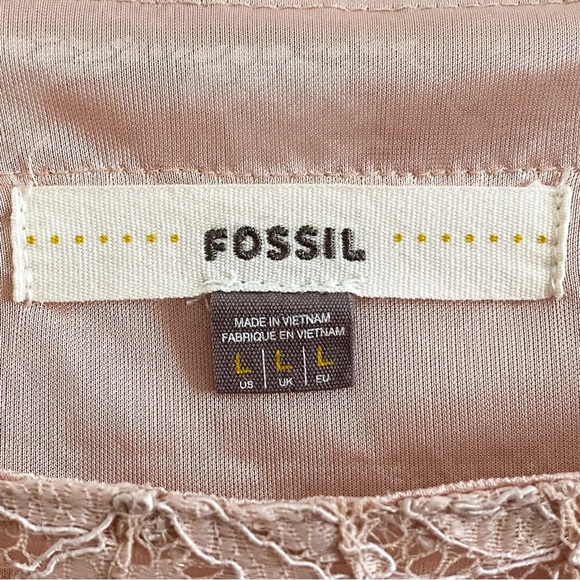 FOSSIL
MADE IN VIETNAM
FABRIQUE EN VIETNAM
L | L | L
US | UK | EU